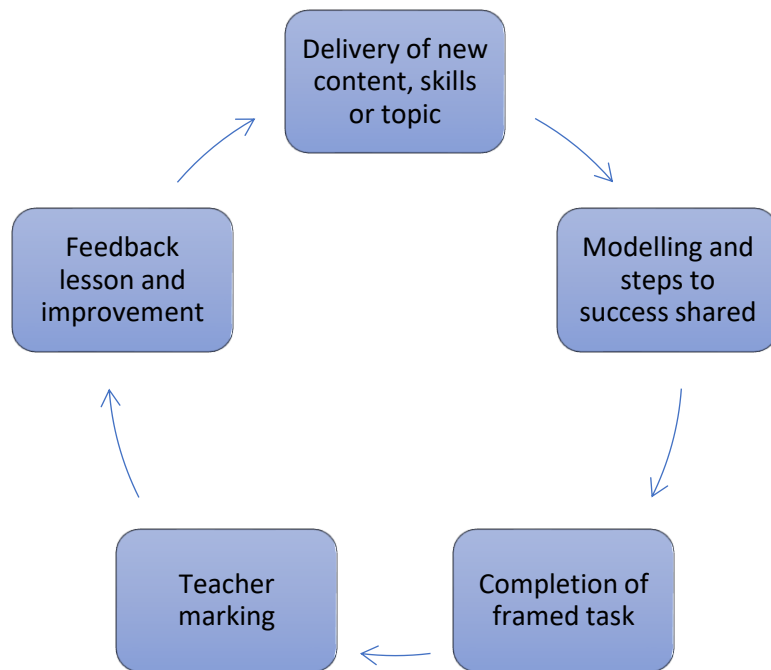 Delivery of new
content, skills
or topic
Modelling and
steps to
success shared
Completion of
framed task
Teacher
marking
Feedback
lesson and
improvement